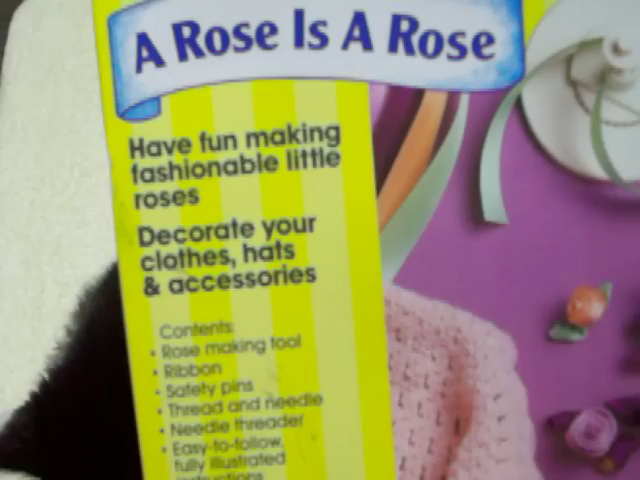 A Rose Is A Rose
Have fun making
fashionable little
roses
Decorate your
clothes, hats
& accessories
Contents:
• Rose making tool
• Ribbon
• Safety pins
• Thread and needle
• Needle threader
• Easy-to-follow,
fully illustrated
instructions